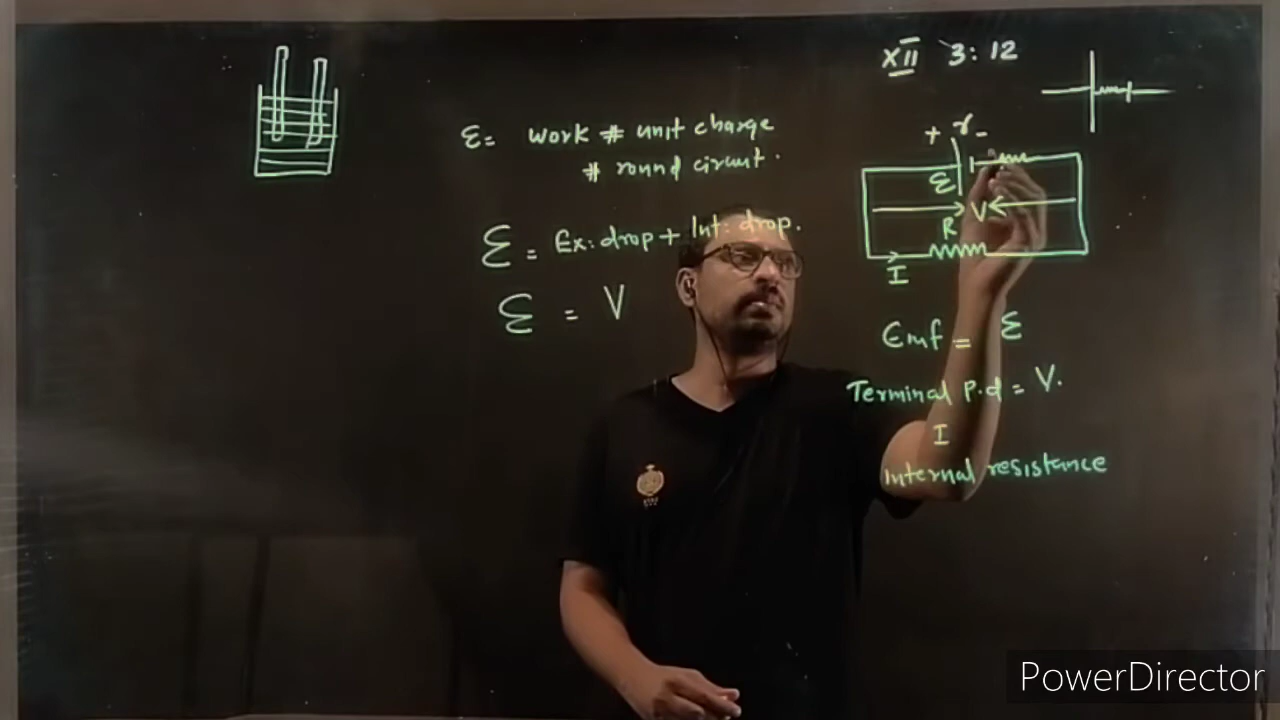 XII 3:12
ε = work # unit charge
# round circuit.
+ r -
ε
V
R
I
ε = Ex: drop + Int: drop.
ε = V
Emf = ε
Terminal P.d = V.
I
Internal resistance
PowerDirector